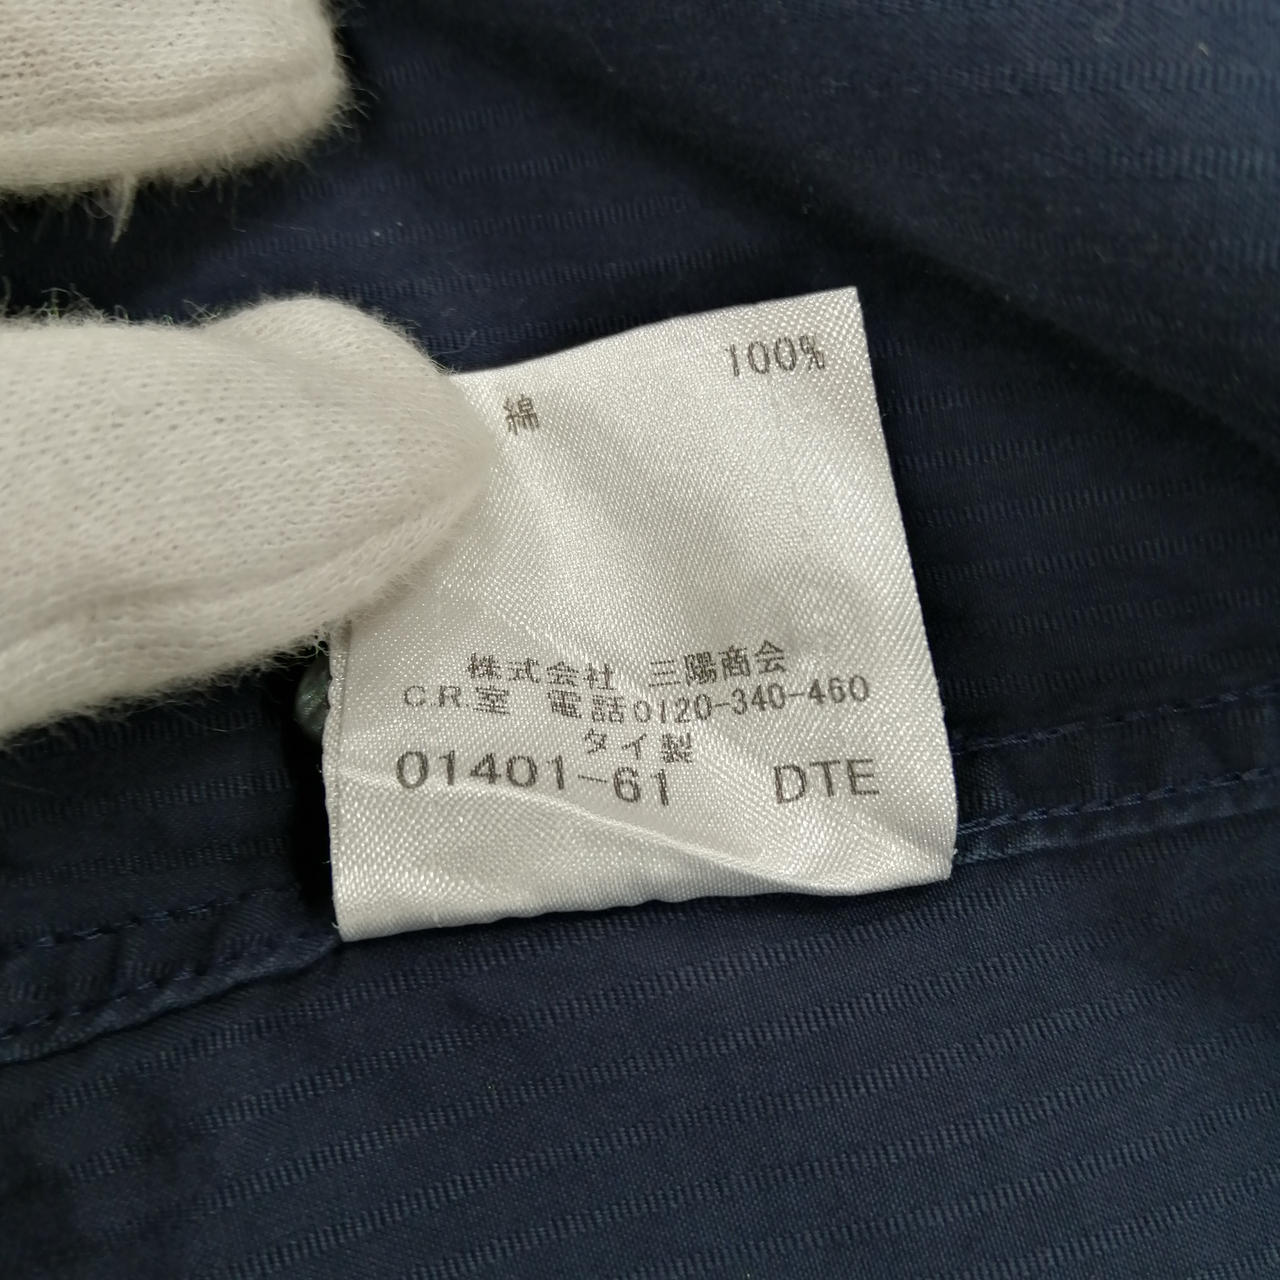 綿 100%
株式会社 三陽商会
C.R.室 電話0120-340-460
タイ製
01401-61 DTE